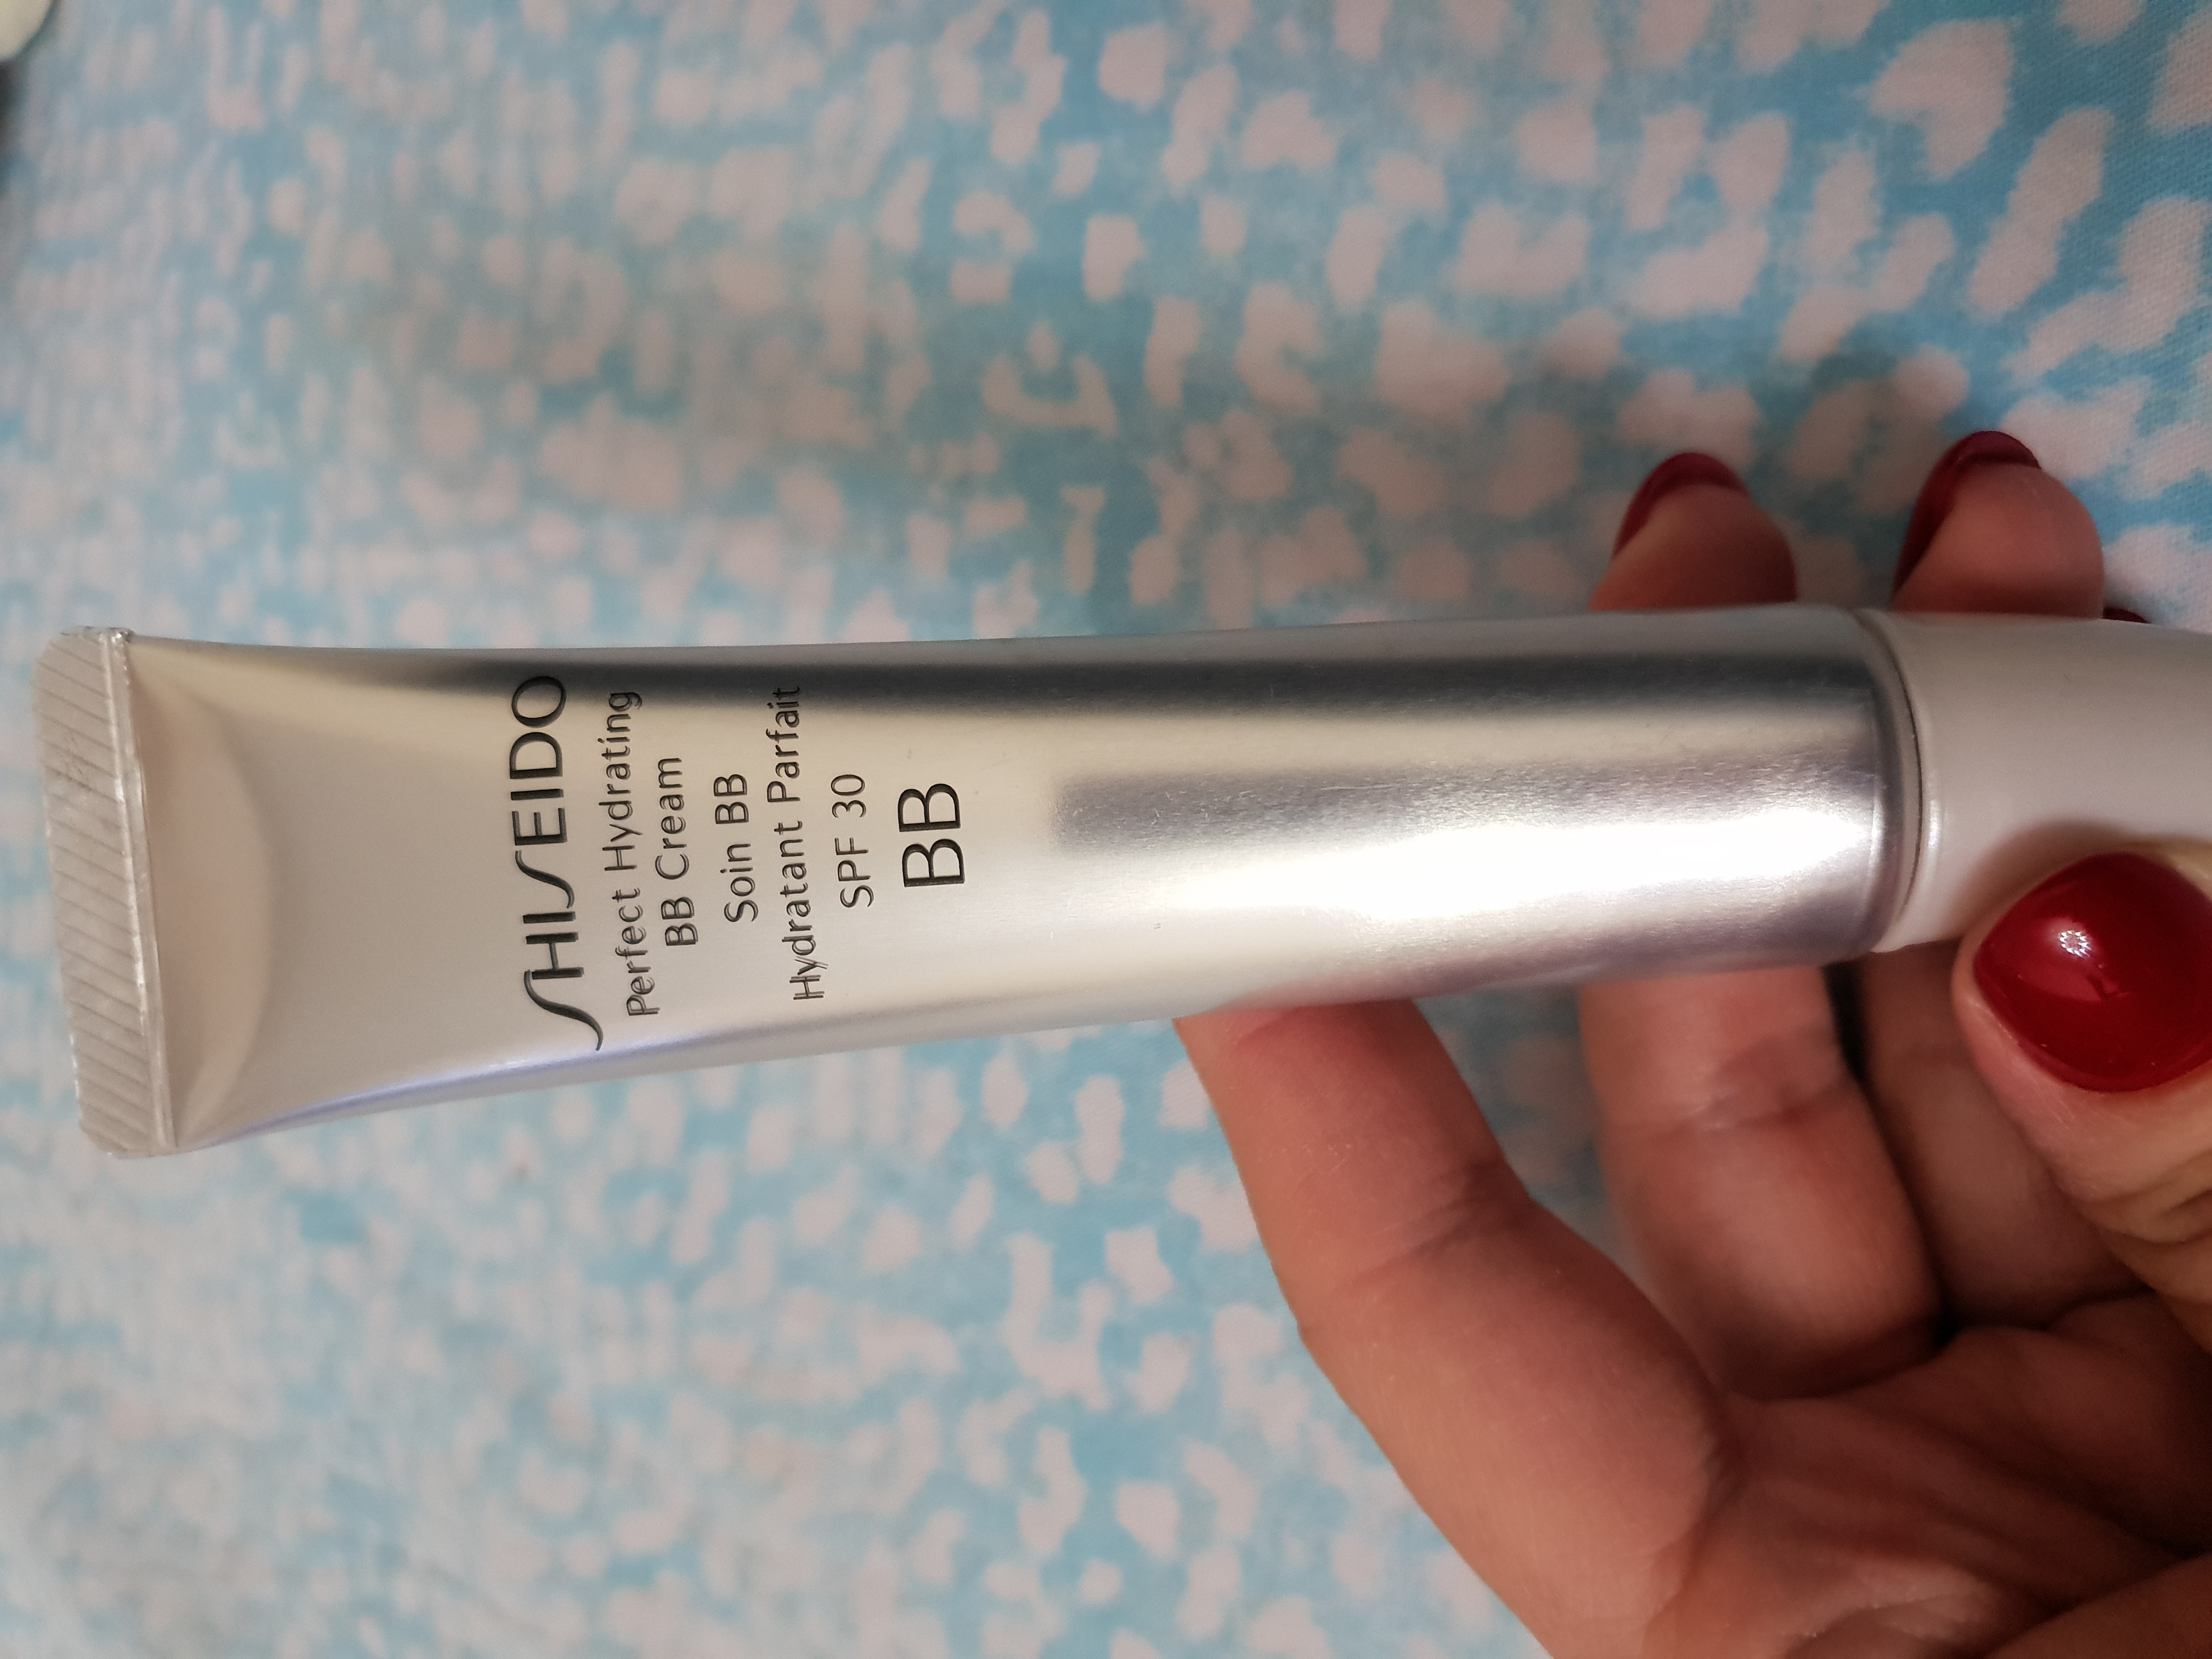 SHISEIDO
Perfect Hydrating
BB Cream
Soin BB
Hydratant Parfait
SPF 30
BB